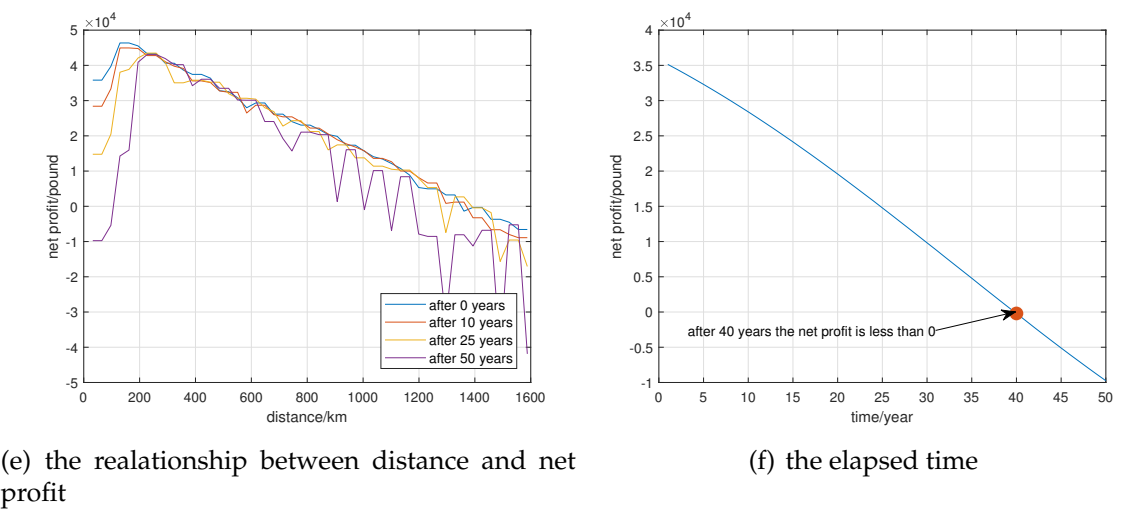 ×10⁴
5
4
3
2
1
0
-1
-2
-3
-4
-5
net profit/pound
0 200 400 600 800 1000 1200 1400 1600
distance/km
after 0 years
after 10 years
after 25 years
after 50 years
(e) the realationship between distance and net
profit
×10⁴
4
3.5
3
2.5
2
1.5
1
0.5
0
-0.5
-1
net profit/pound
after 40 years the net profit is less than 0
0 5 10 15 20 25 30 35 40 45 50
time/year
(f) the elapsed time